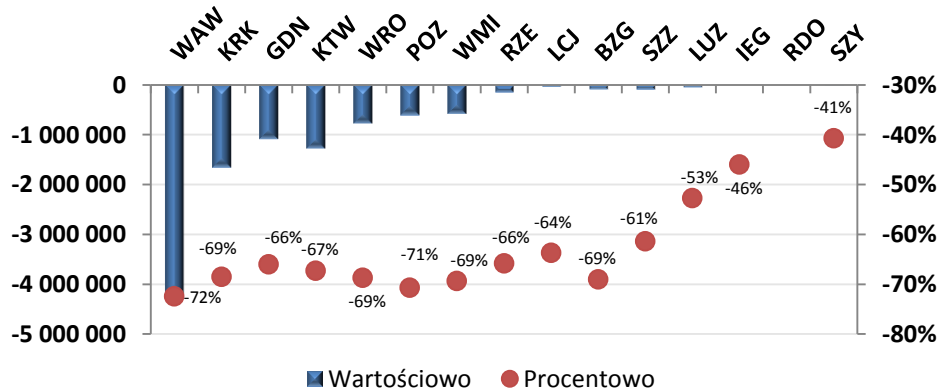 WAW KRK GDN KTW WRO POZ WMI RZE LCJ BZG SZZ LUZ IEG RDO SZY
0 -30%
-41%
-1 000 000 -40%
-46%
-2 000 000 -53% -50%
-3 000 000 -69% -66% -67% -71% -69% -66% -64% -69% -61% -60%
-4 000 000 -72% -69% -70%
-5 000 000 -80%
Wartościowo Procentowo